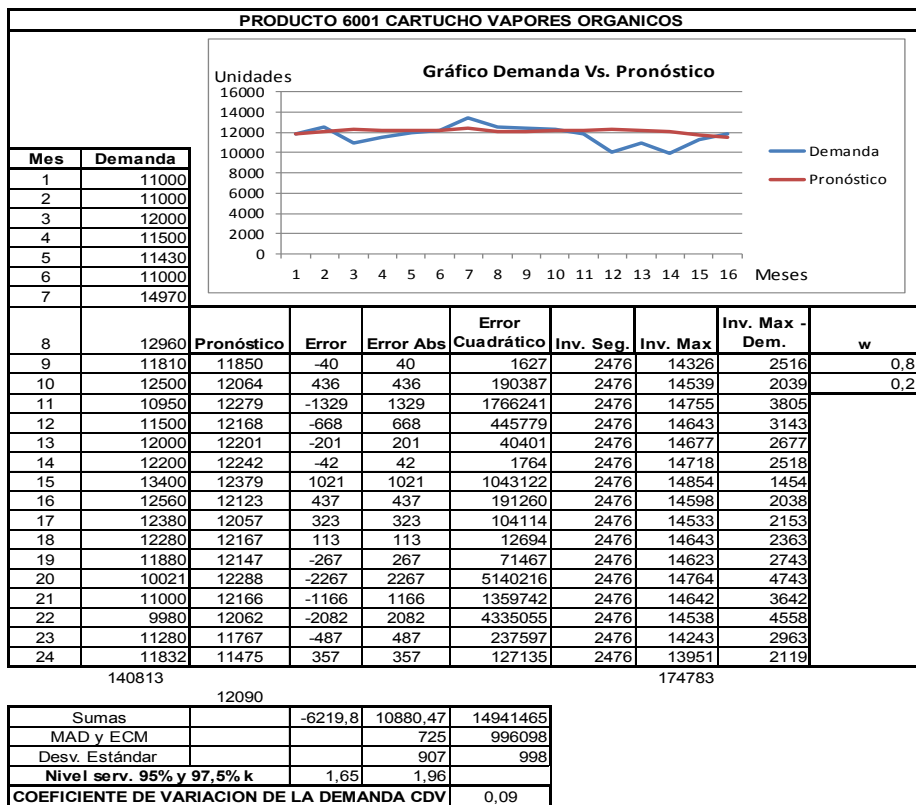 PRODUCTO 6001 CARTUCHO VAPORES ORGANICOS
Gráfico Demanda Vs. Pronóstico
Unidades
16000
14000
12000
10000
8000
6000
4000
2000
0
1 2 3 4 5 6 7 8 9 10 11 12 13 14 15 16 Meses
Demanda
Pronóstico
Mes Demanda
1 11000
2 11000
3 12000
4 11500
5 11430
6 11000
7 14970
8 12960 Pronóstico Error Error Abs Error Cuadrático Inv. Seg. Inv. Max Inv. Max - Dem. w
9 11810 11850 -40 40 1627 2476 14326 2516 0,8
10 12500 12064 436 436 190387 2476 14539 2039 0,2
11 10950 12279 -1329 1329 1766241 2476 14755 3805
12 11500 12168 -668 668 445779 2476 14643 3143
13 12000 12201 -201 201 40401 2476 14677 2677
14 12200 12242 -42 42 1764 2476 14718 2518
15 13400 12379 1021 1021 1043122 2476 14854 1454
16 12560 12123 437 437 191260 2476 14598 2038
17 12380 12057 323 323 104114 2476 14533 2153
18 12280 12167 113 113 12694 2476 14643 2363
19 11880 12147 -267 267 71467 2476 14623 2743
20 10021 12288 -2267 2267 5140216 2476 14764 4743
21 11000 12166 -1166 1166 1359742 2476 14642 3642
22 9980 12062 -2082 2082 4335055 2476 14538 4558
23 11280 11767 -487 487 237597 2476 14243 2963
24 11832 11475 357 357 127135 2476 13951 2119
140813 174783
12090
Sumas -6219,8 10880,47 14941465
MAD y ECM 725 996098
Desv. Estándar 907 998
Nivel serv. 95% y 97,5% k 1,65 1,96
COEFICIENTE DE VARIACION DE LA DEMANDA CDV 0,09